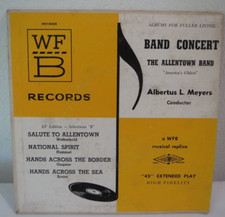 ALBUMS FOR FULLER LIVING
WF
B
RECORDS
BAND CONCERT
THE ALLENTOWN BAND
"America's Oldest"
Albertus L. Meyers
Conductor
SALUTE TO ALLENTOWN
NATIONAL SPIRIT
HANDS ACROSS THE BORDER
HANDS ACROSS THE SEA
a WFB
musical replica
"45" EXTENDED PLAY
HIGH FIDELITY